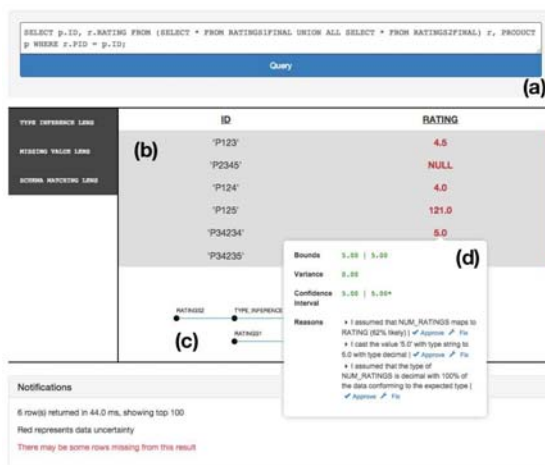 SELECT p.ID, r.RATING FROM (SELECT * FROM RATINGS1FINAL UNION ALL SELECT * FROM RATINGS2FINAL) r, PRODUCT
p WHERE r.PID = p.ID;
Query
(a)
TYPE INFERENCE LENS
MISSING VALUE LENS
SCHEMA MATCHING LENS
(b)
ID RATING
'P123' 4.5
'P2345' NULL
'P124' 4.0
'P125' 121.0
'P34234' 5.0
'P34235'
(d)
Bounds 5.00 | 5.00
Variance 0.00
Confidence Interval 5.00 | 5.00*
Reasons
I assumed that NUM_RATINGS maps to
RATING (62% likely) | Approve Fix
I cast the value '5.0' with type string to
5.0 with type decimal | Approve Fix
I assumed that the type of
NUM_RATINGS is decimal with 100% of
the data conforming to the expected type |
Approve Fix
RATINGS2 TYPE_INFERENCE
RATINGS1
(c)
Notifications
6 row(s) returned in 44.0 ms, showing top 100
Red represents data uncertainty
There may be some rows missing from this result